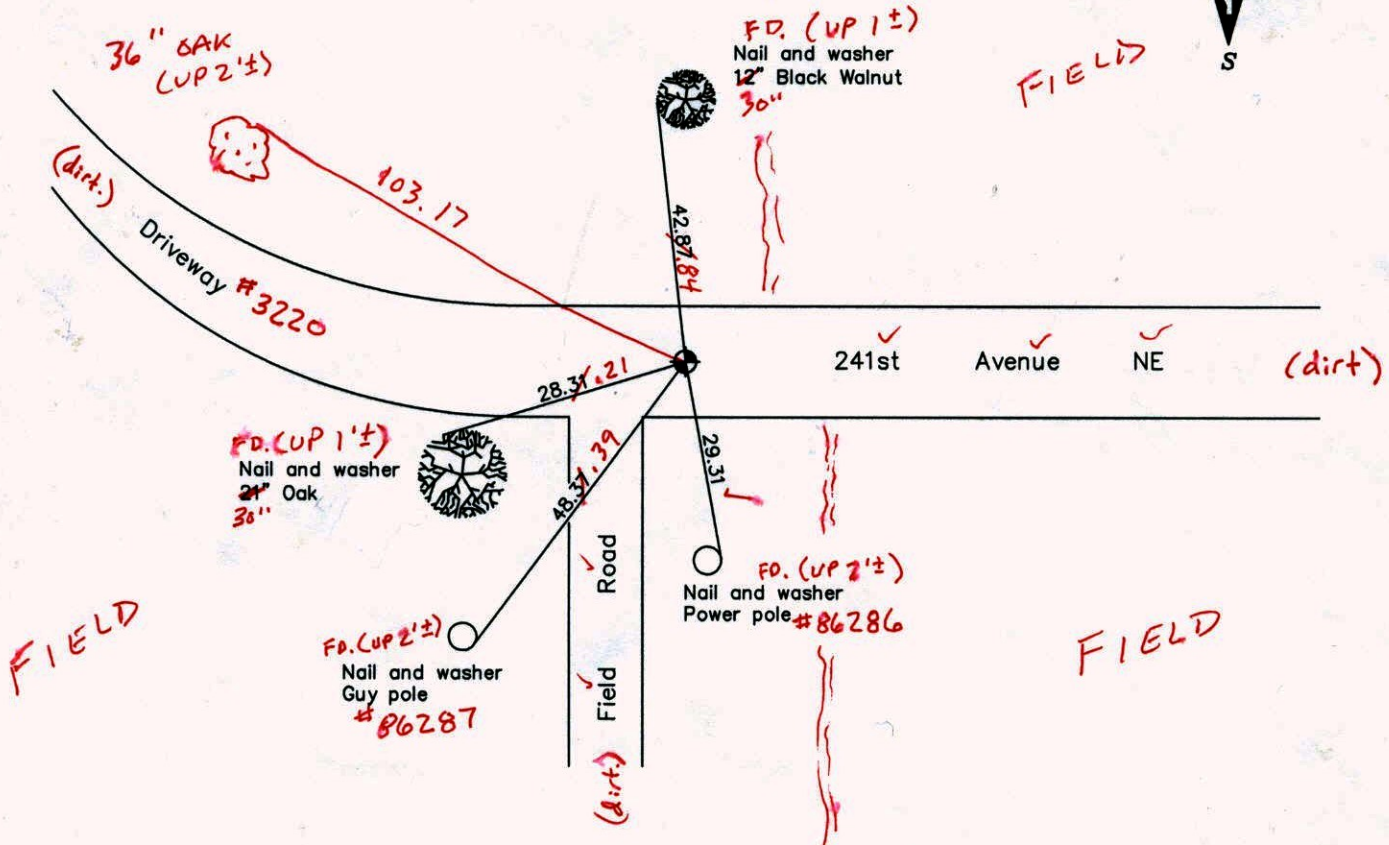 FD. (UP 1'±)
Nail and washer
12" Black Walnut
30"
S
36" OAK
(UP 2'±)
FIELD
103.17
42.87 .84
(dirt.)
Driveway #3220
241st Avenue NE
(dirt)
28.31 .21
FD. (UP 1'±)
Nail and washer
21" Oak
30"
48.37 .39
29.31
Field Road
(dirt.)
FD. (UP 2'±)
Nail and washer
Power pole #86286
FD. (UP 2'±)
Nail and washer
Guy pole
#86287
FIELD
FIELD